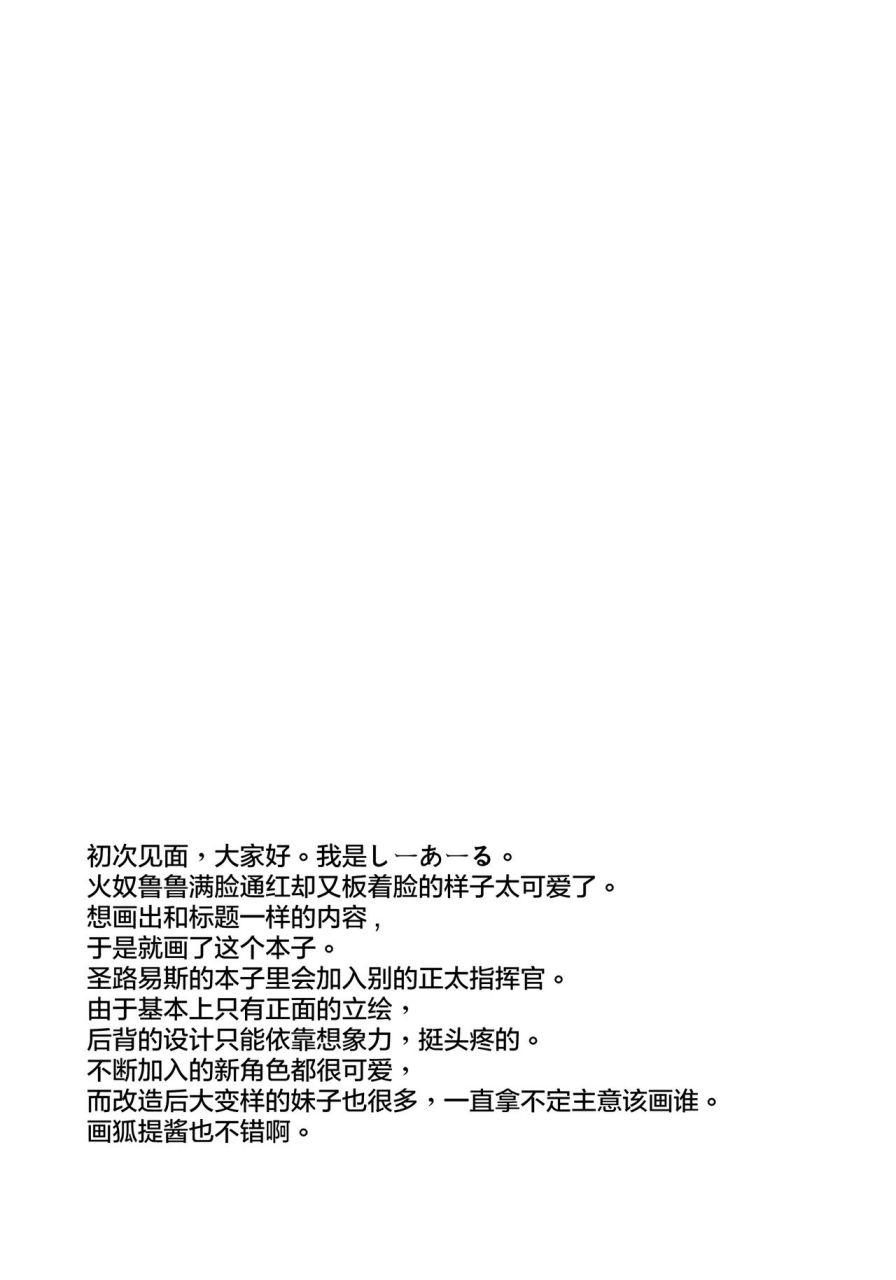 初次见面，大家好。我是しーあーる。
火奴鲁鲁满脸通红却又板着脸的样子太可爱了。
想画出和标题一样的内容，
于是就画了这个本子。
圣路易斯的本子里会加入别的正太指挥官。
由于基本上只有正面的立绘，
后背的设计只能依靠想象力，挺头疼的。
不断加入的新角色都很可爱，
而改造后大变样的妹子也很多，一直拿不定主意该画谁。
画狐提酱也不错啊。